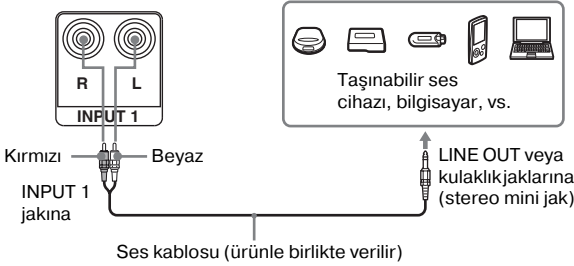 R L
INPUT 1
Taşınabilir ses
cihazı, bilgisayar, vs.
Kırmızı
Beyaz
INPUT 1
jakına
LINE OUT veya
kulaklık jaklarına
(stereo mini jak)
Ses kablosu (ürünle birlikte verilir)